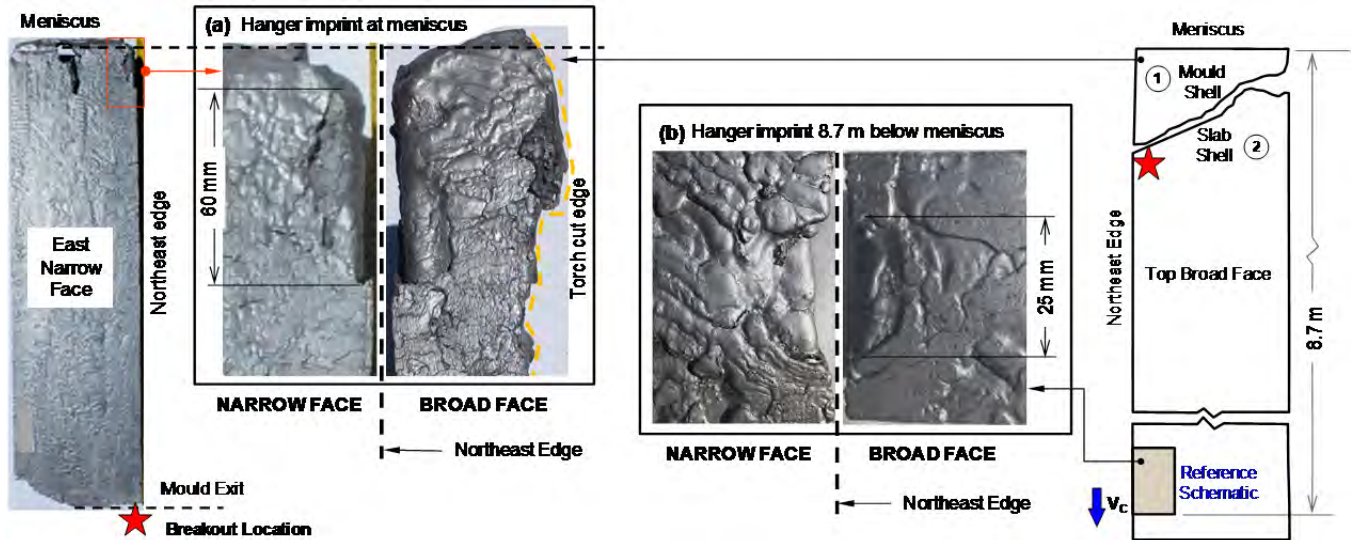 Meniscus
East
Narrow
Face
Northeast edge
Mould Exit
Breakout Location
(a) Hanger imprint at meniscus
60 mm
Torch cut edge
NARROW FACE
BROAD FACE
Northeast Edge
(b) Hanger imprint 8.7 m below meniscus
25 mm
NARROW FACE
BROAD FACE
Northeast Edge
Meniscus
1
Mould
Shell
Slab
Shell
2
Northeast Edge
Top Broad Face
8.7 m
Reference
Schematic
Vc